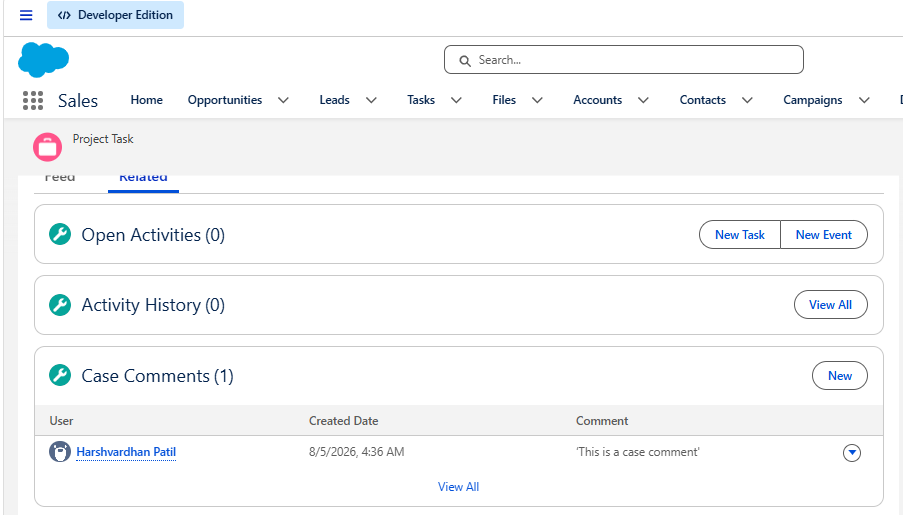 </> Developer Edition
Search...
Sales Home Opportunities Leads Tasks Files Accounts Contacts Campaigns
Project Task
Feed Related
Open Activities (0) New Task New Event
Activity History (0) View All
Case Comments (1) New
User Created Date Comment
Harshvardhan Patil 8/5/2026, 4:36 AM 'This is a case comment'
View All